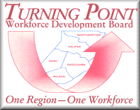 TURNING POINT
Workforce Development Board
One Region—One Workforce